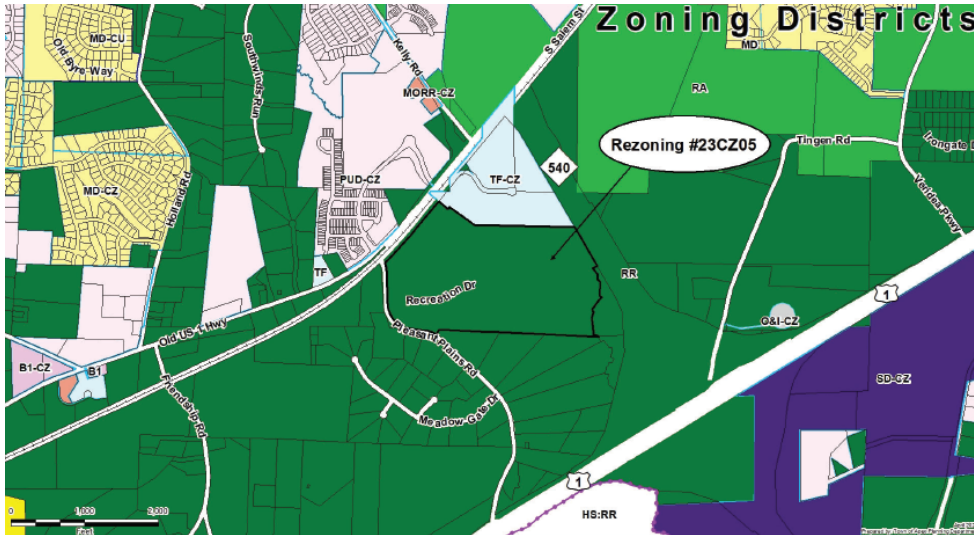 Zoning Districts
MD-CU
Old Byre Way
Southwinds Run
Kelly Rd
S Salem St
MORR-CZ
MD
RA
Rezoning #23CZ05
Tingen Rd
540
TF-CZ
PUD-CZ
MD-CZ
Holland Rd
Veridea Pkwy
TF
RR
Recreation Dr
1
O&I-CZ
Old US 1 Hwy
Pleasant Plains Rd
B1-CZ
B1
SD-CZ
Friendship Rd
Meadow Gate Dr
1
HS:RR
0
1,000
2,000
Feet